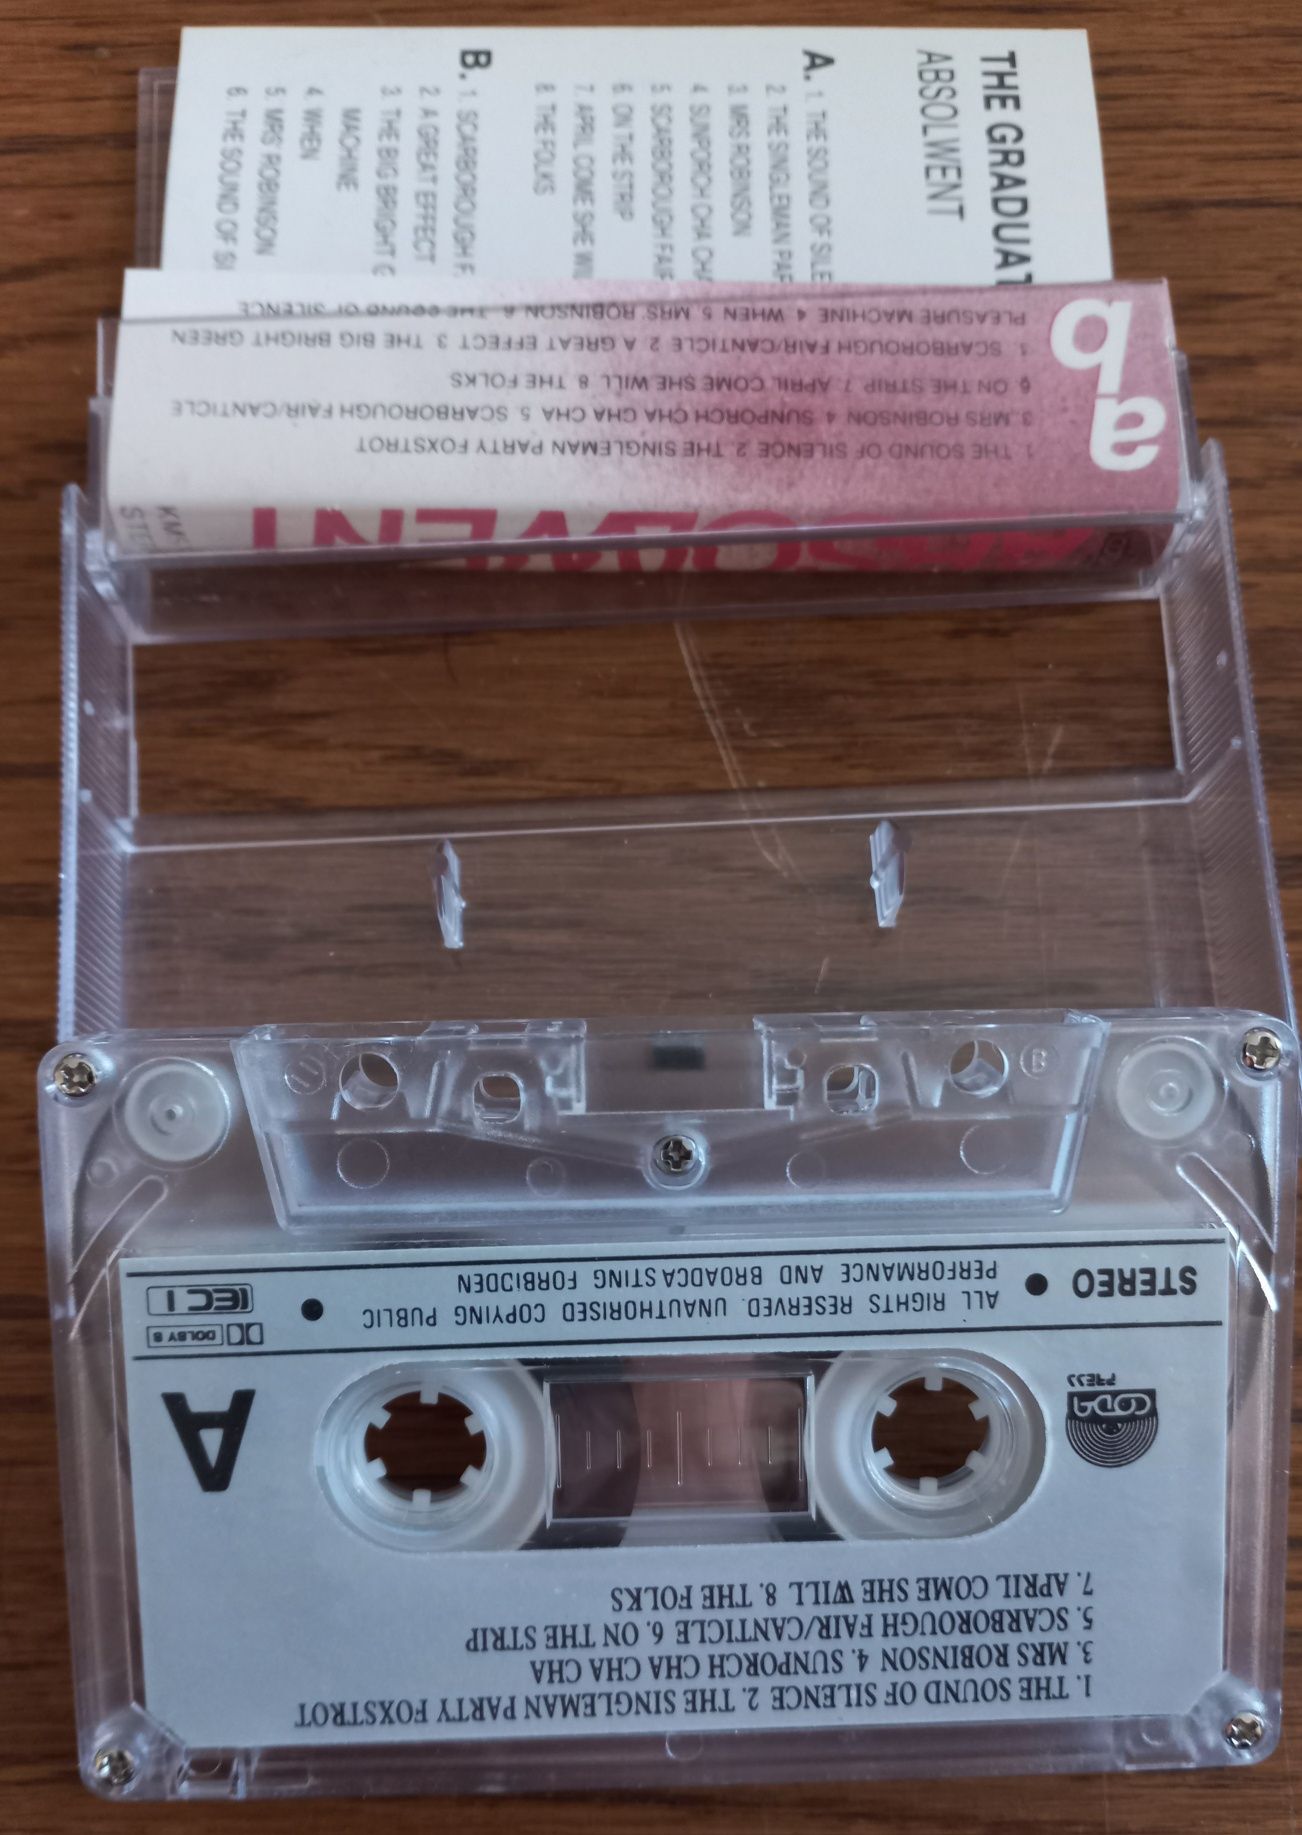 THE GRADUAT
ABSOLWENT
A. 1. THE SOUND OF SILE
2. THE SINGLEMAN PAR
3. MRS ROBINSON
4. SUNPORCH CHA CHA
5. SCARBOROUGH FAIR
6. ON THE STRIP
7. APRIL COME SHE WIL
8. THE FOLKS
B. 1. SCARBOROUGH F
2. A GREAT EFFECT
3. THE BIG BRIGHT G
MACHINE
4. WHEN
5. MRS ROBINSON
6. THE SOUND OF SI
ABSOLWENT
KM
STE
a
1. THE SOUND OF SILENCE 2. THE SINGLEMAN PARTY FOXSTROT
3. MRS ROBINSON 4. SUNPORCH CHA CHA CHA 5. SCARBOROUGH FAIR/CANTICLE
6. ON THE STRIP 7. APRIL COME SHE WILL 8. THE FOLKS
b
1. SCARBOROUGH FAIR/CANTICLE 2. A GREAT EFFECT 3. THE BIG BRIGHT GREEN
PLEASURE MACHINE 4. WHEN 5. MRS. ROBINSON 6. THE SOUND OF SILENCE
1. THE SOUND OF SILENCE 2. THE SINGLEMAN PARTY FOXSTROT
3. MRS ROBINSON 4. SUNPORCH CHA CHA CHA
5. SCARBOROUGH FAIR/CANTICLE 6. ON THE STRIP
7. APRIL COME SHE WILL 8. THE FOLKS
CODA
PRESS
A
DOLBY B
STEREO
ALL RIGHTS RESERVED. UNAUTHORISED COPYING PUBLIC
PERFORMANCE AND BROADCASTING FORBIDDEN
IEC I